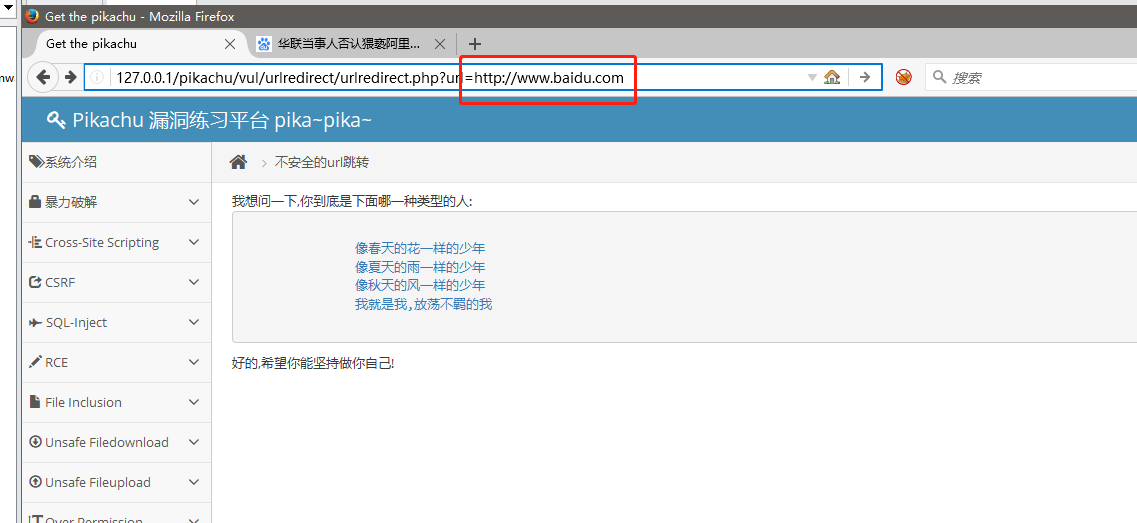 Get the pikachu - Mozilla Firefox
Get the pikachu
华联当事人否认猥亵阿里...
127.0.0.1/pikachu/vul/urlredirect/urlredirect.php?url=http://www.baidu.com
搜索
Pikachu 漏洞练习平台 pika~pika~
系统介绍
不安全的url跳转
暴力破解
我想问一下,你到底是下面哪一种类型的人:
Cross-Site Scripting
像春天的花一样的少年
像夏天的雨一样的少年
CSRF
像秋天的风一样的少年
我就是我,放荡不羁的我
SQL-Inject
RCE
好的,希望你能坚持做你自己!
File Inclusion
Unsafe Filedownload
Unsafe Fileupload
Over Permission